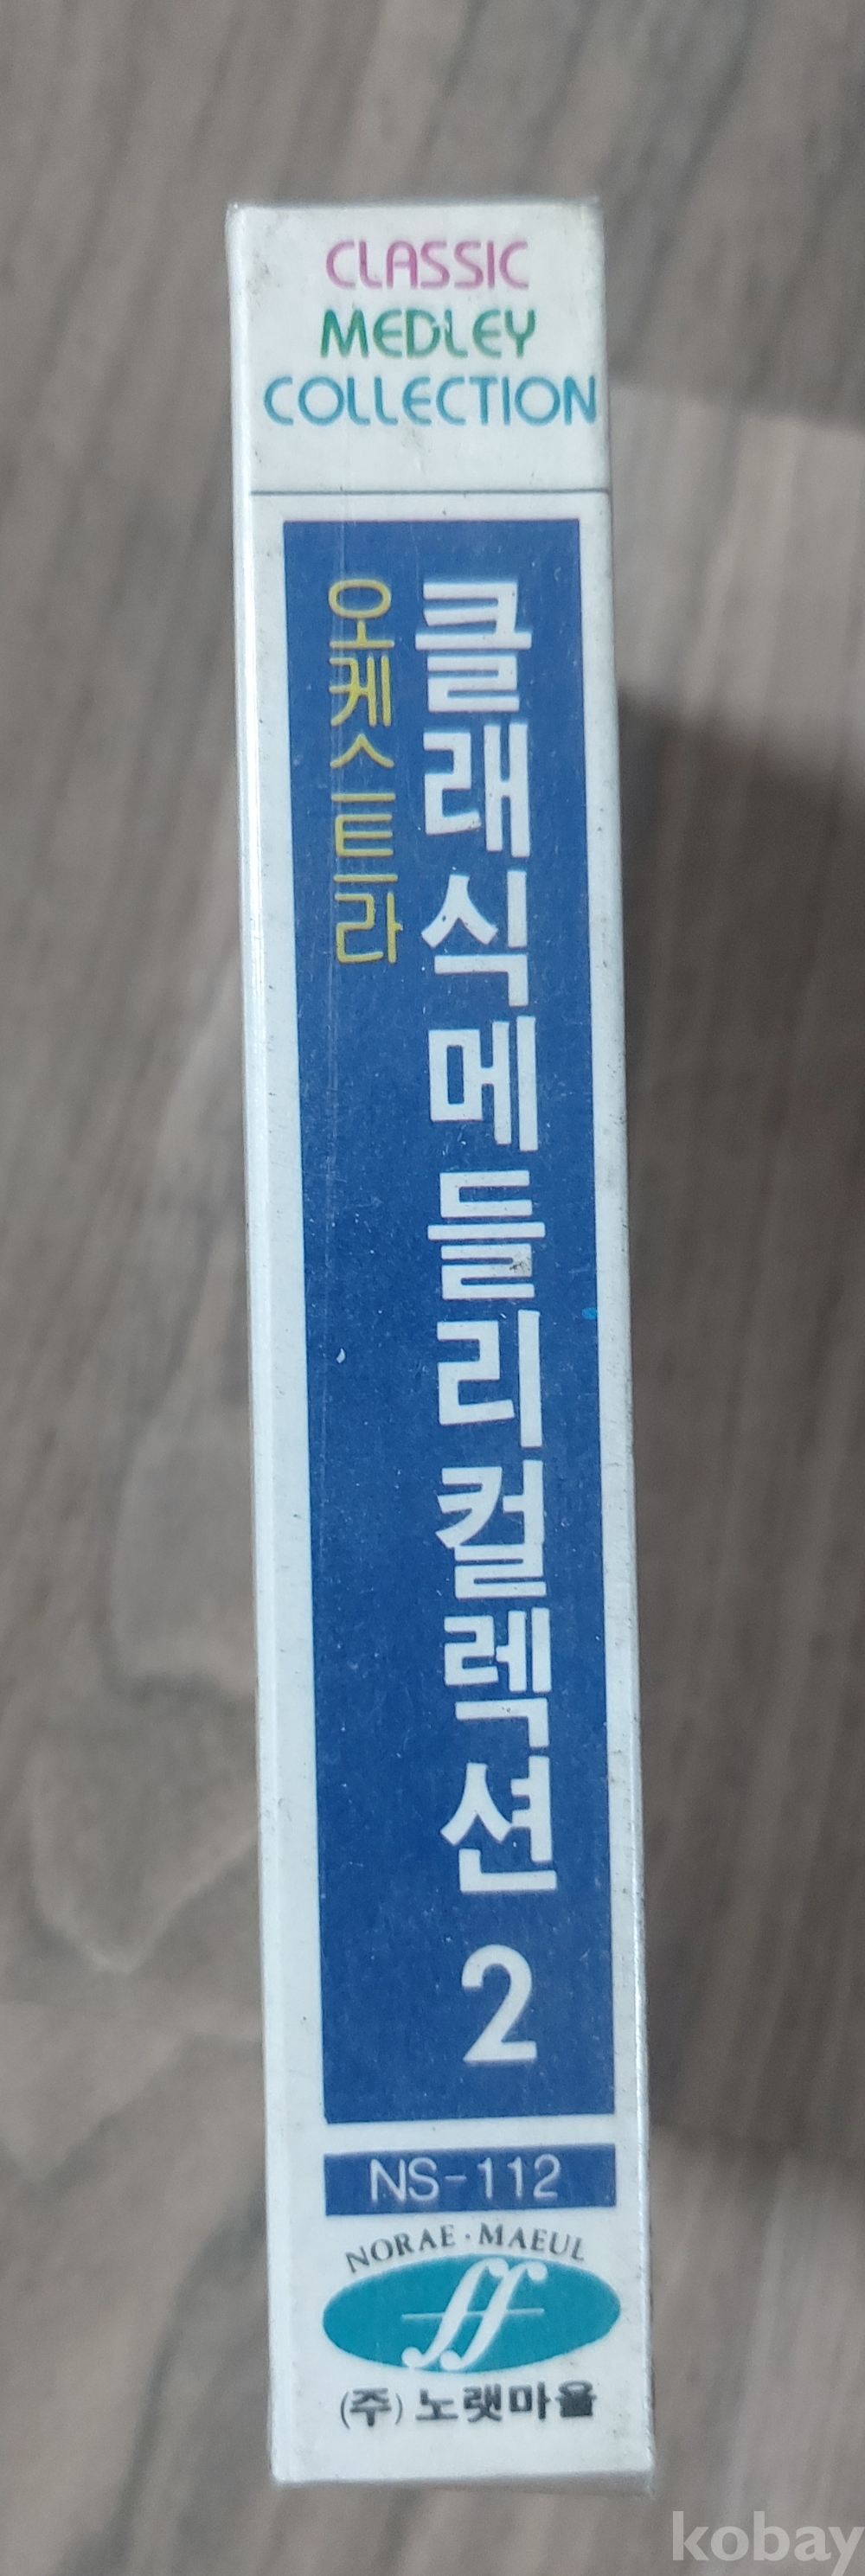 CLASSIC
MEDLEY
COLLECTION
오케스트라
클래식메들리컬렉션 2
NS-112
NORAE·MAEUL
ff
(주) 노랫마을
kobay